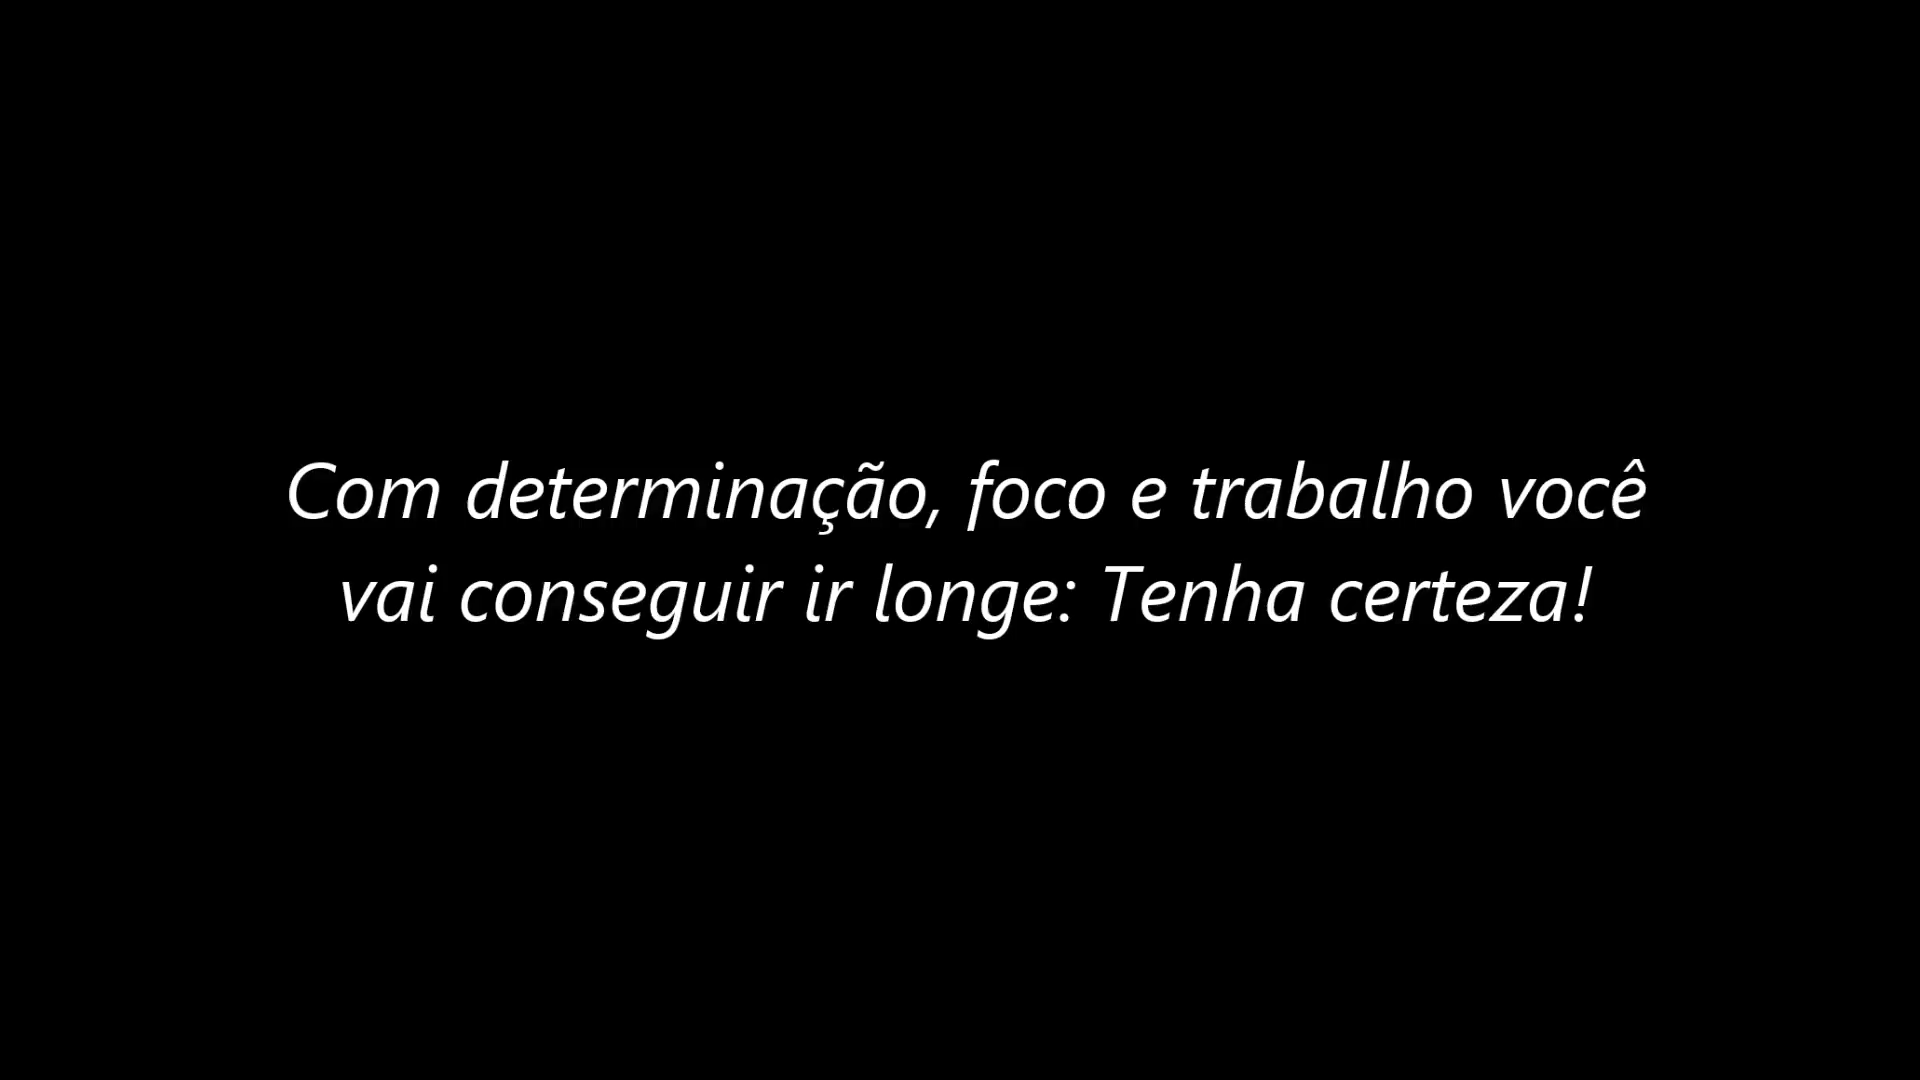 Com determinação, foco e trabalho você
vai conseguir ir longe: Tenha certeza!